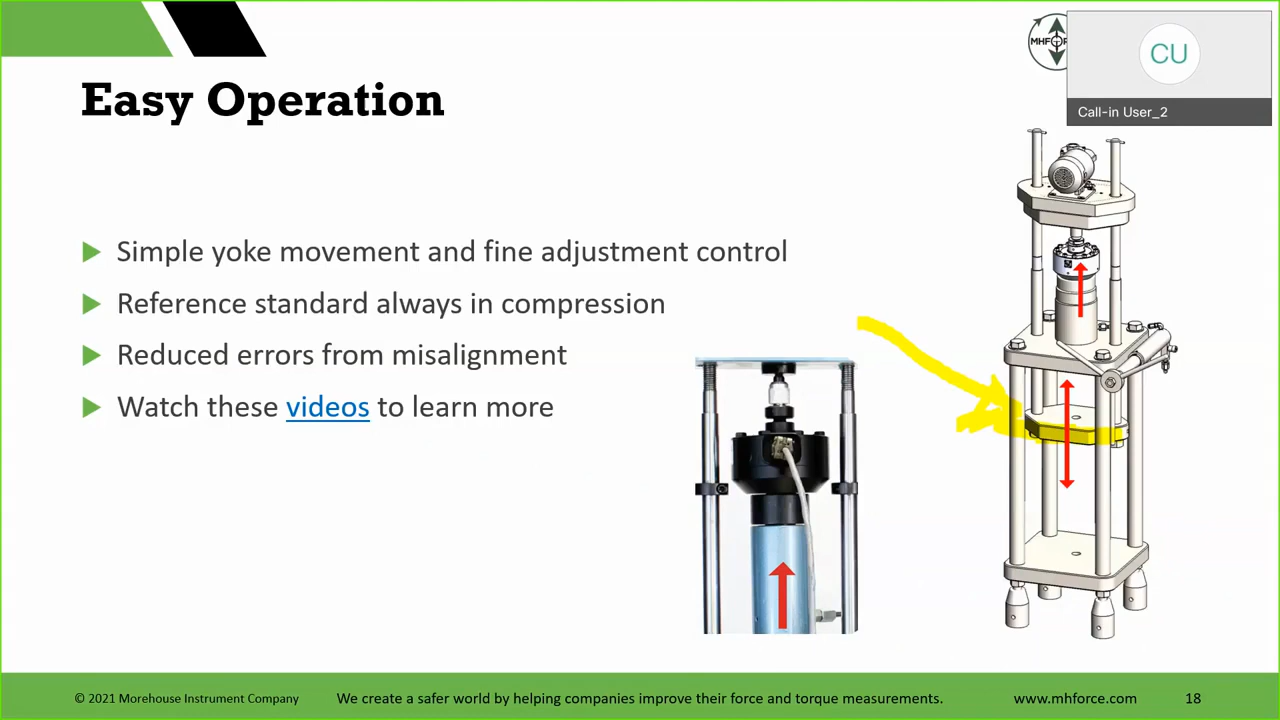 MHFORCE
CU
Call-in User_2
Easy Operation
Simple yoke movement and fine adjustment control
Reference standard always in compression
Reduced errors from misalignment
Watch these videos to learn more
© 2021 Morehouse Instrument Company
We create a safer world by helping companies improve their force and torque measurements.
www.mhforce.com
18